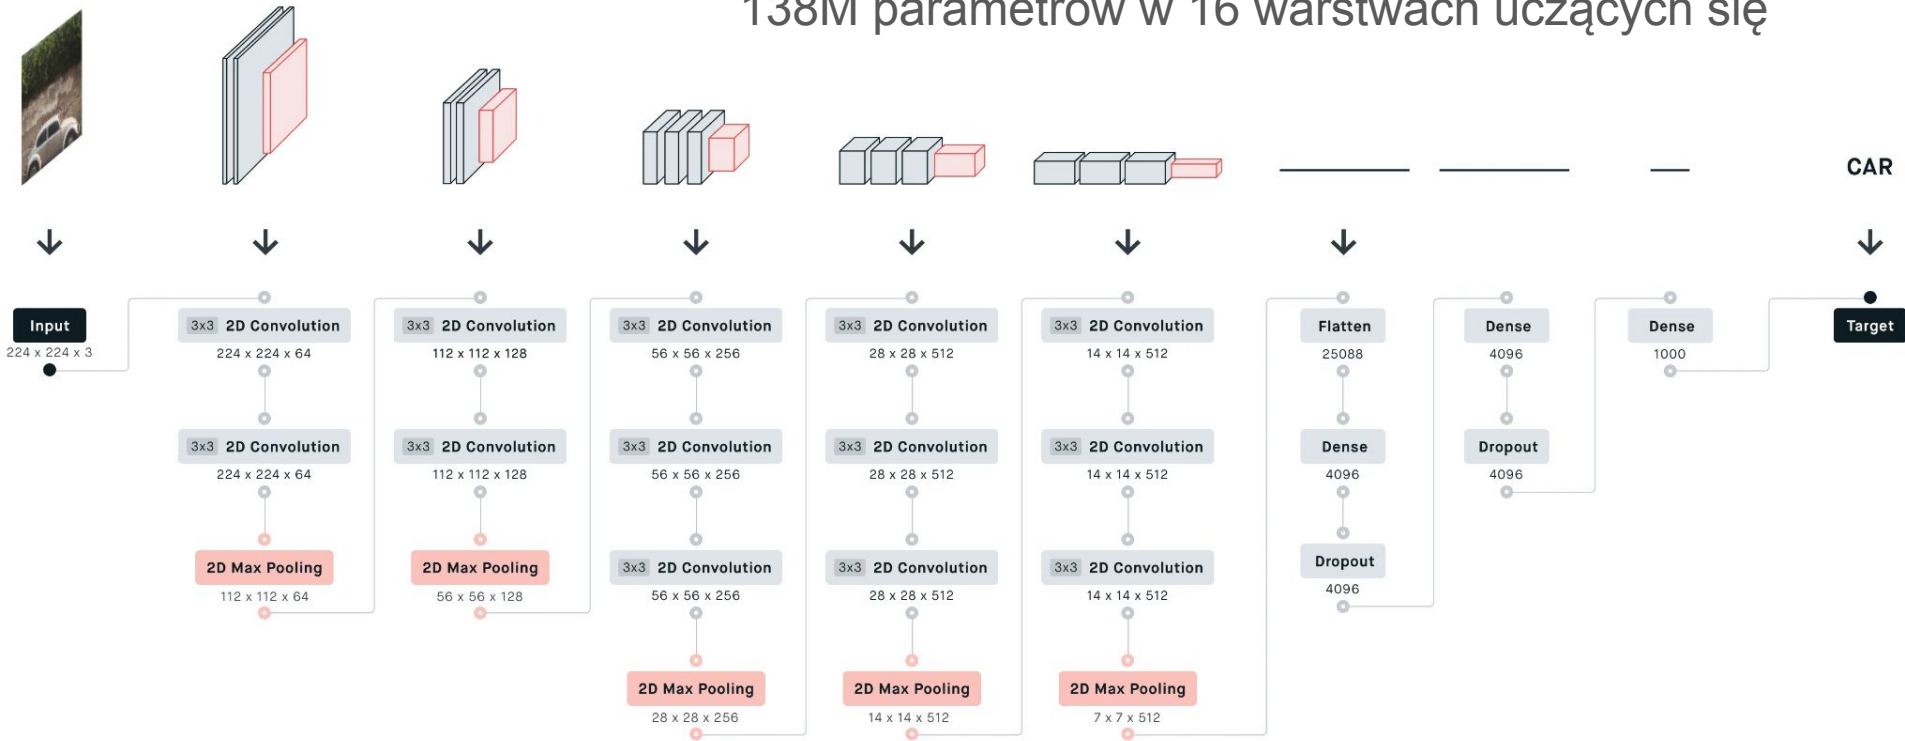 138M parametrów w 16 warstwach uczących się
CAR
Input
224 x 224 x 3
3x3 2D Convolution
224 x 224 x 64
3x3 2D Convolution
224 x 224 x 64
2D Max Pooling
112 x 112 x 64
3x3 2D Convolution
112 x 112 x 128
3x3 2D Convolution
112 x 112 x 128
2D Max Pooling
56 x 56 x 128
3x3 2D Convolution
56 x 56 x 256
3x3 2D Convolution
56 x 56 x 256
3x3 2D Convolution
56 x 56 x 256
2D Max Pooling
28 x 28 x 256
3x3 2D Convolution
28 x 28 x 512
3x3 2D Convolution
28 x 28 x 512
3x3 2D Convolution
28 x 28 x 512
2D Max Pooling
14 x 14 x 512
3x3 2D Convolution
14 x 14 x 512
3x3 2D Convolution
14 x 14 x 512
3x3 2D Convolution
14 x 14 x 512
2D Max Pooling
7 x 7 x 512
Flatten
25088
Dense
4096
Dropout
4096
Dense
4096
Dropout
4096
Dense
1000
Target